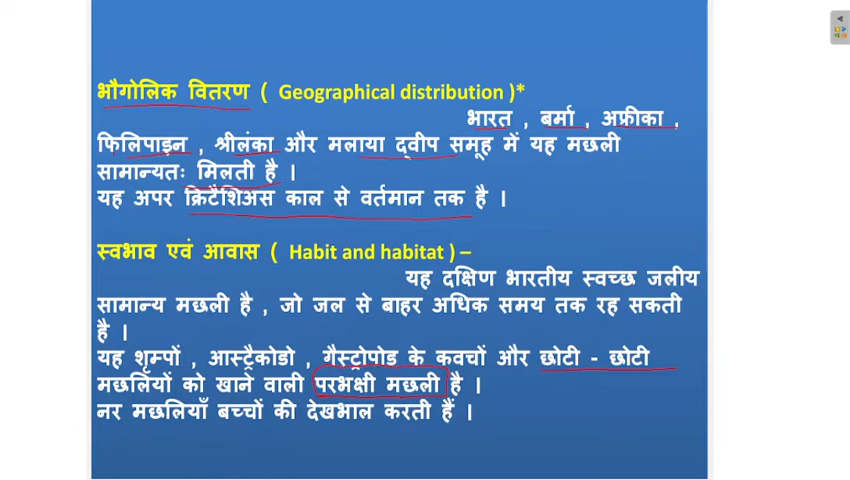 भौगोलिक वितरण ( Geographical distribution)*
भारत , बर्मा , अफ्रीका ,
फिलिपाइन , श्रीलंका और मलाया द्वीप समूह में यह मछली
सामान्यतः मिलती है ।
यह अपर क्रिटैशिअस काल से वर्तमान तक है ।
स्वभाव एवं आवास ( Habit and habitat ) –
यह दक्षिण भारतीय स्वच्छ जलीय
सामान्य मछली है , जो जल से बाहर अधिक समय तक रह सकती
है ।
यह शृम्पों , आस्ट्रैकोडो , गैस्ट्रोपोड के कवचों और छोटी - छोटी
मछलियों को खाने वाली परभक्षी मछली है ।
नर मछलियाँ बच्चों की देखभाल करती हैं ।